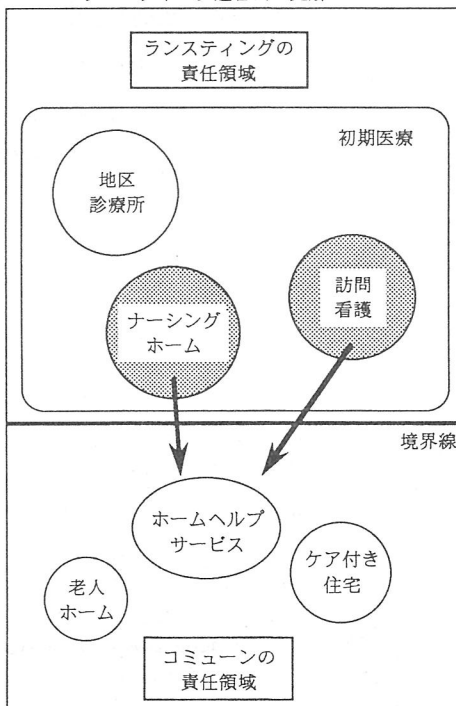 ランスティングの
責任領域
初期医療
地区
診療所
訪問
看護
ナーシング
ホーム
境界線
ホームヘルプ
サービス
ケア付き
住宅
老人
ホーム
コミューンの
責任領域